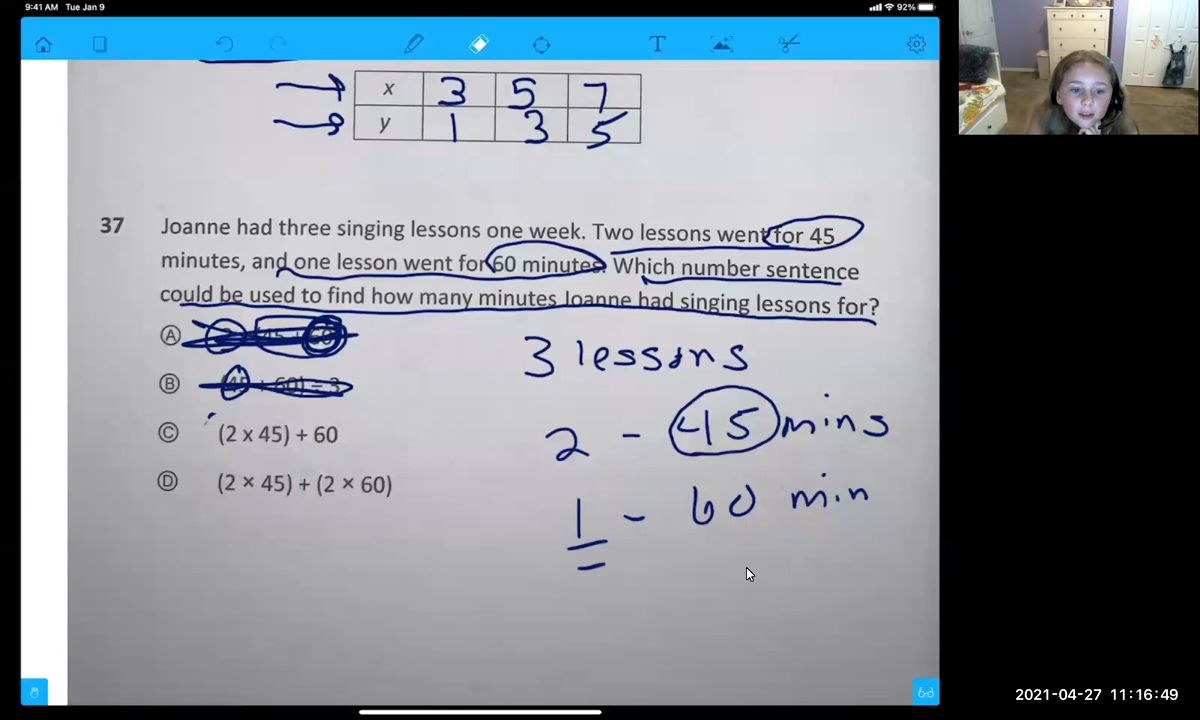 9:41 AM Tue Jan 9
92%
T
x 3 5 7
y 1 3 5
37 Joanne had three singing lessons one week. Two lessons went for 45
minutes, and one lesson went for 60 minutes. Which number sentence
could be used to find how many minutes Joanne had singing lessons for?
A
B (45 + 60) - 3
C (2 x 45) + 60
D (2 × 45) + (2 × 60)
3 lessons
2 - 45 mins
1 - 60 min
2021-04-27 11:16:49